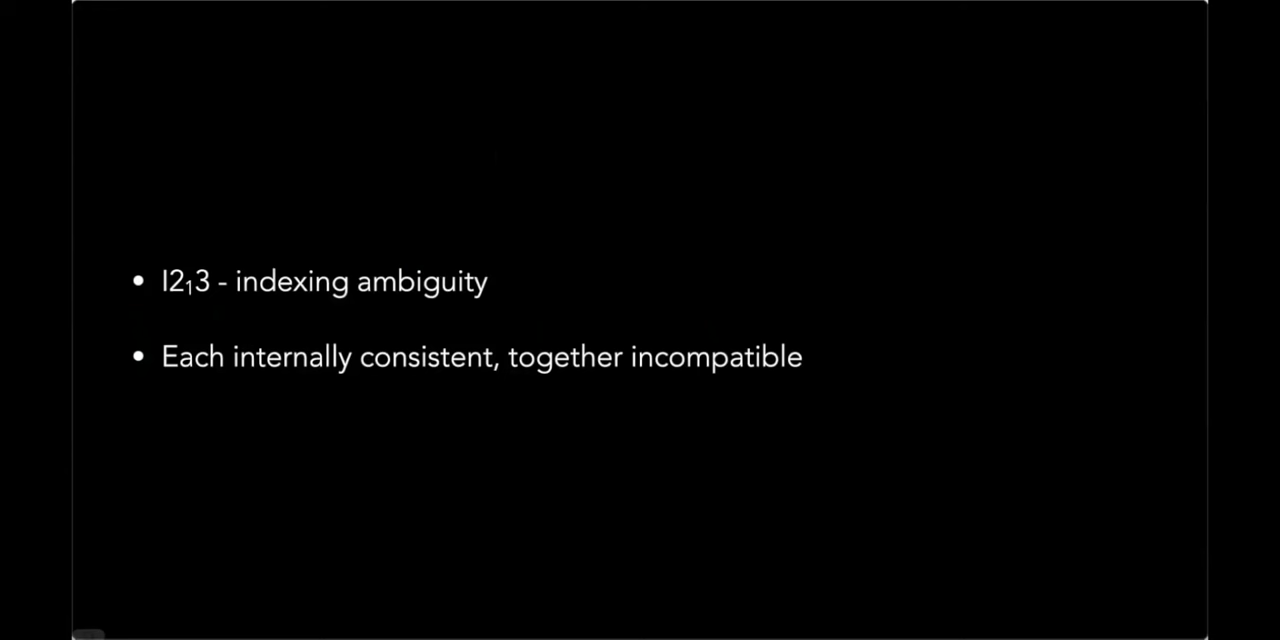 • I2₁3 - indexing ambiguity
• Each internally consistent, together incompatible